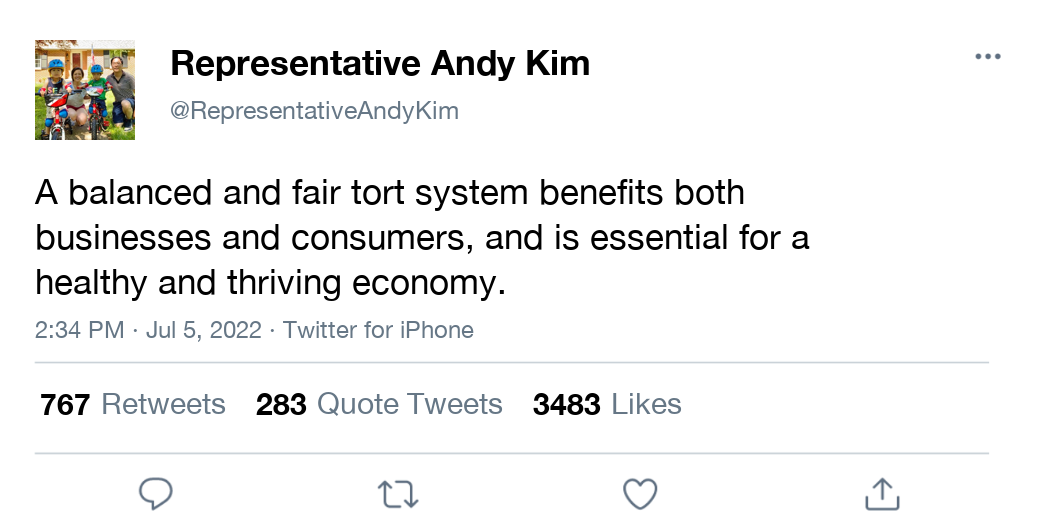 Representative Andy Kim
@RepresentativeAndyKim
A balanced and fair tort system benefits both
businesses and consumers, and is essential for a
healthy and thriving economy.
2:34 PM · Jul 5, 2022 · Twitter for iPhone
767 Retweets 283 Quote Tweets 3483 Likes